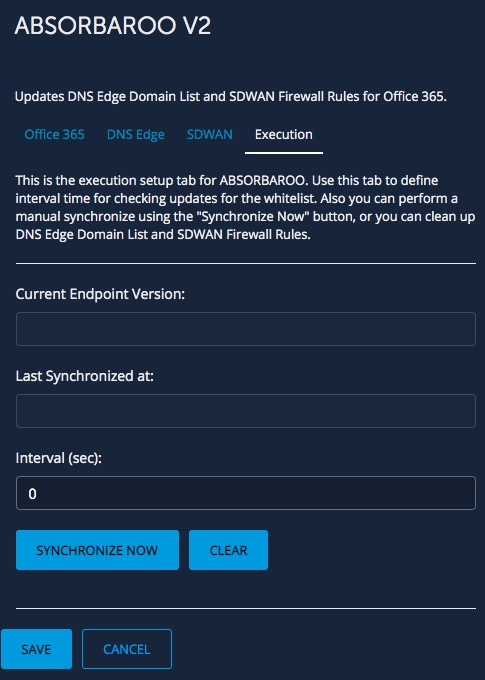 ABSORBAROO V2
Updates DNS Edge Domain List and SDWAN Firewall Rules for Office 365.
Office 365 DNS Edge SDWAN Execution
This is the execution setup tab for ABSORBAROO. Use this tab to define
interval time for checking updates for the whitelist. Also you can perform a
manual synchronize using the "Synchronize Now" button, or you can clean up
DNS Edge Domain List and SDWAN Firewall Rules.
Current Endpoint Version:
Last Synchronized at:
Interval (sec):
0
SYNCHRONIZE NOW CLEAR
SAVE CANCEL